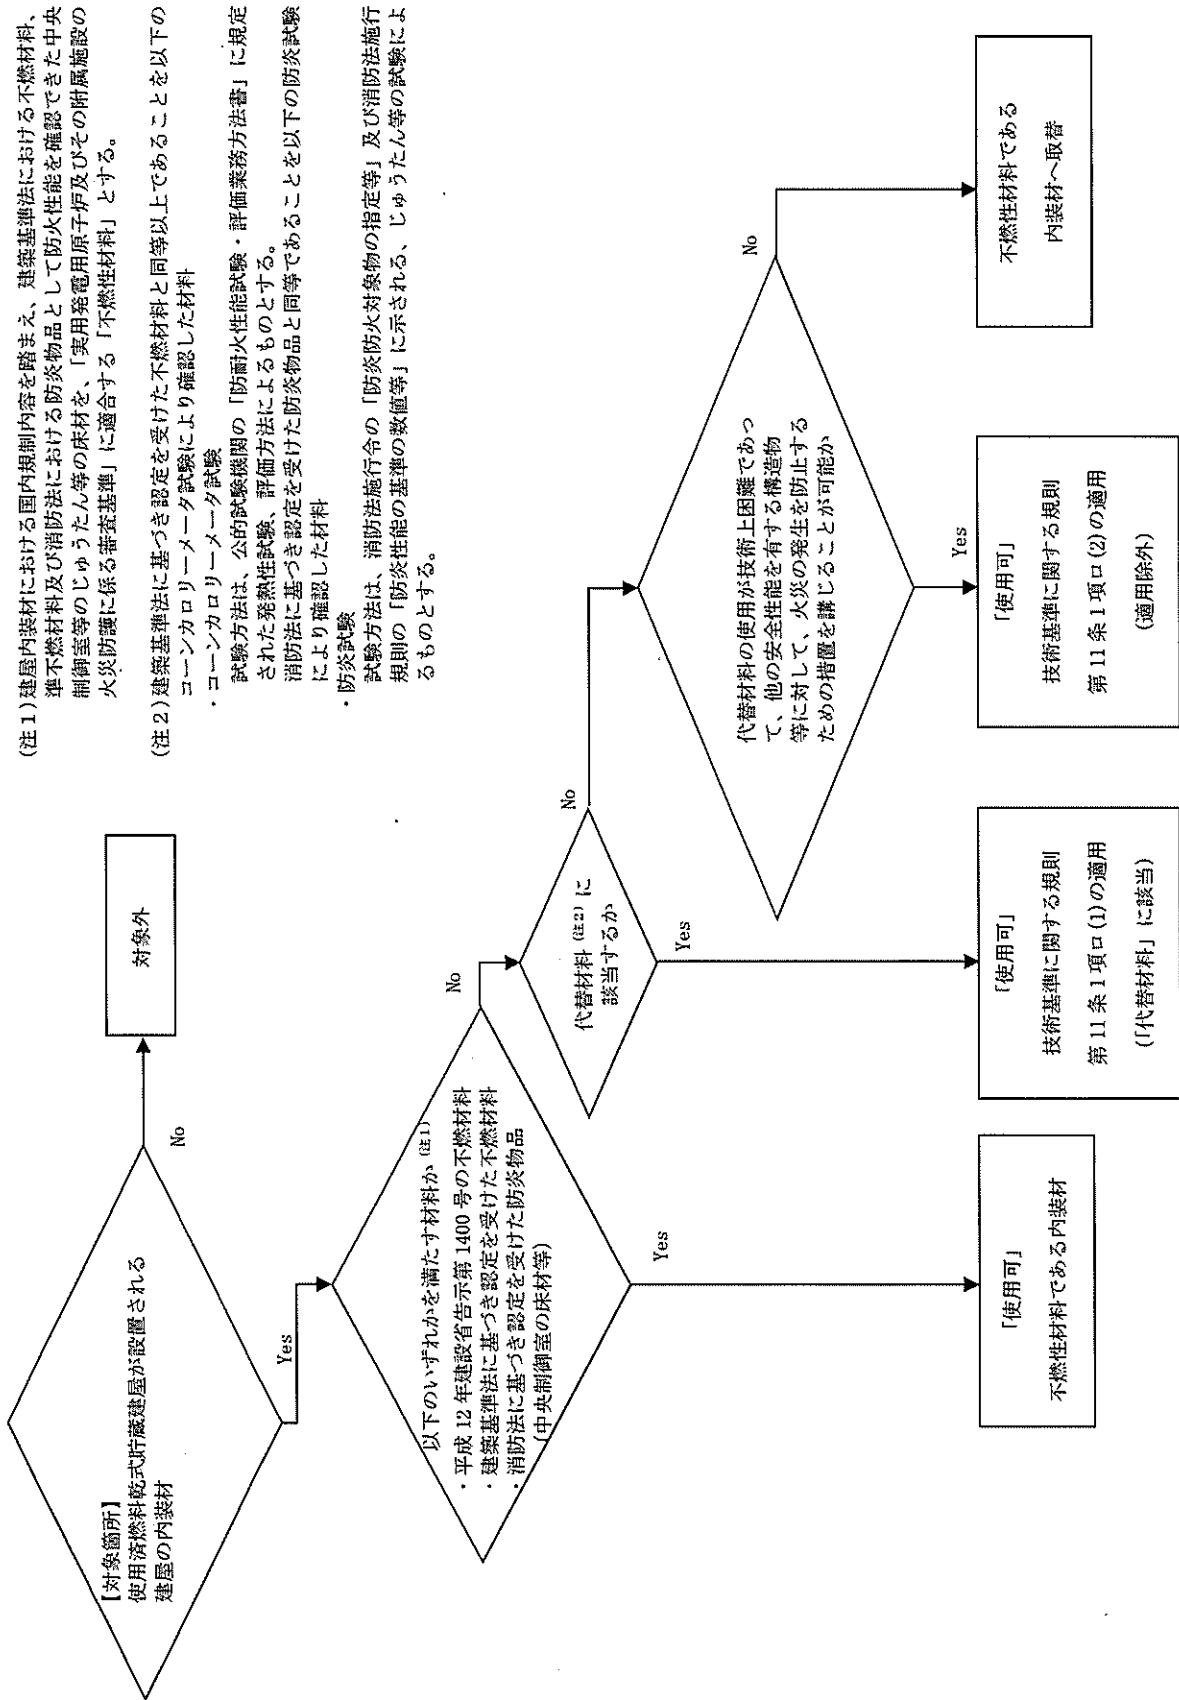 【対象箇所】
使用済燃料乾式貯蔵建屋が設置される
建屋の内装材
No
対象外
Yes
以下のいずれかを満たす材料か(注1)
・平成12年建設省告示第1400号の不燃材料
・建築基準法に基づき認定を受けた不燃材料
・消防法に基づき認定を受けた防炎物品
(中央制御室の床材等)
No
Yes
代替材料(注2)に
該当するか
No
Yes
代替材料の使用が技術上困難であっ
て、他の安全性能を有する構造物
等に対して、火災の発生を防止する
ための措置を講じることが可能か
No
Yes
「使用可」
不燃性材料である内装材
「使用可」
技術基準に関する規則
第11条1項ロ(1)の適用
(「代替材料」に該当)
「使用可」
技術基準に関する規則
第11条1項ロ(2)の適用
(適用除外)
不燃性材料である
内装材へ取替
(注1)建屋内装材における国内規制内容を踏まえ、建築基準法における不燃材料、
準不燃材料及び消防法における防炎物品として防火性能を確認できた中央
制御室等のじゅうたん等の床材を、「実用発電用原子炉及びその附属施設の
火災防護に係る審査基準」に適合する「不燃性材料」とする。
(注2)建築基準法に基づき認定を受けた不燃材料と同等以上であることを以下の
コーンカロリーメータ試験により確認した材料
・コーンカロリーメータ試験
試験方法は、公的試験機関の「防耐火性能試験・評価業務方法書」に規定
された発熱性試験、評価方法によるものとする。
消防法に基づき認定を受けた防炎物品と同等であることを以下の防炎試験
により確認した材料
・防炎試験
試験方法は、消防法施行令の「防炎防火対象物の指定等」及び消防法施行
規則の「防炎性能の基準の数値等」に示される、じゅうたん等の試験によ
るものとする。